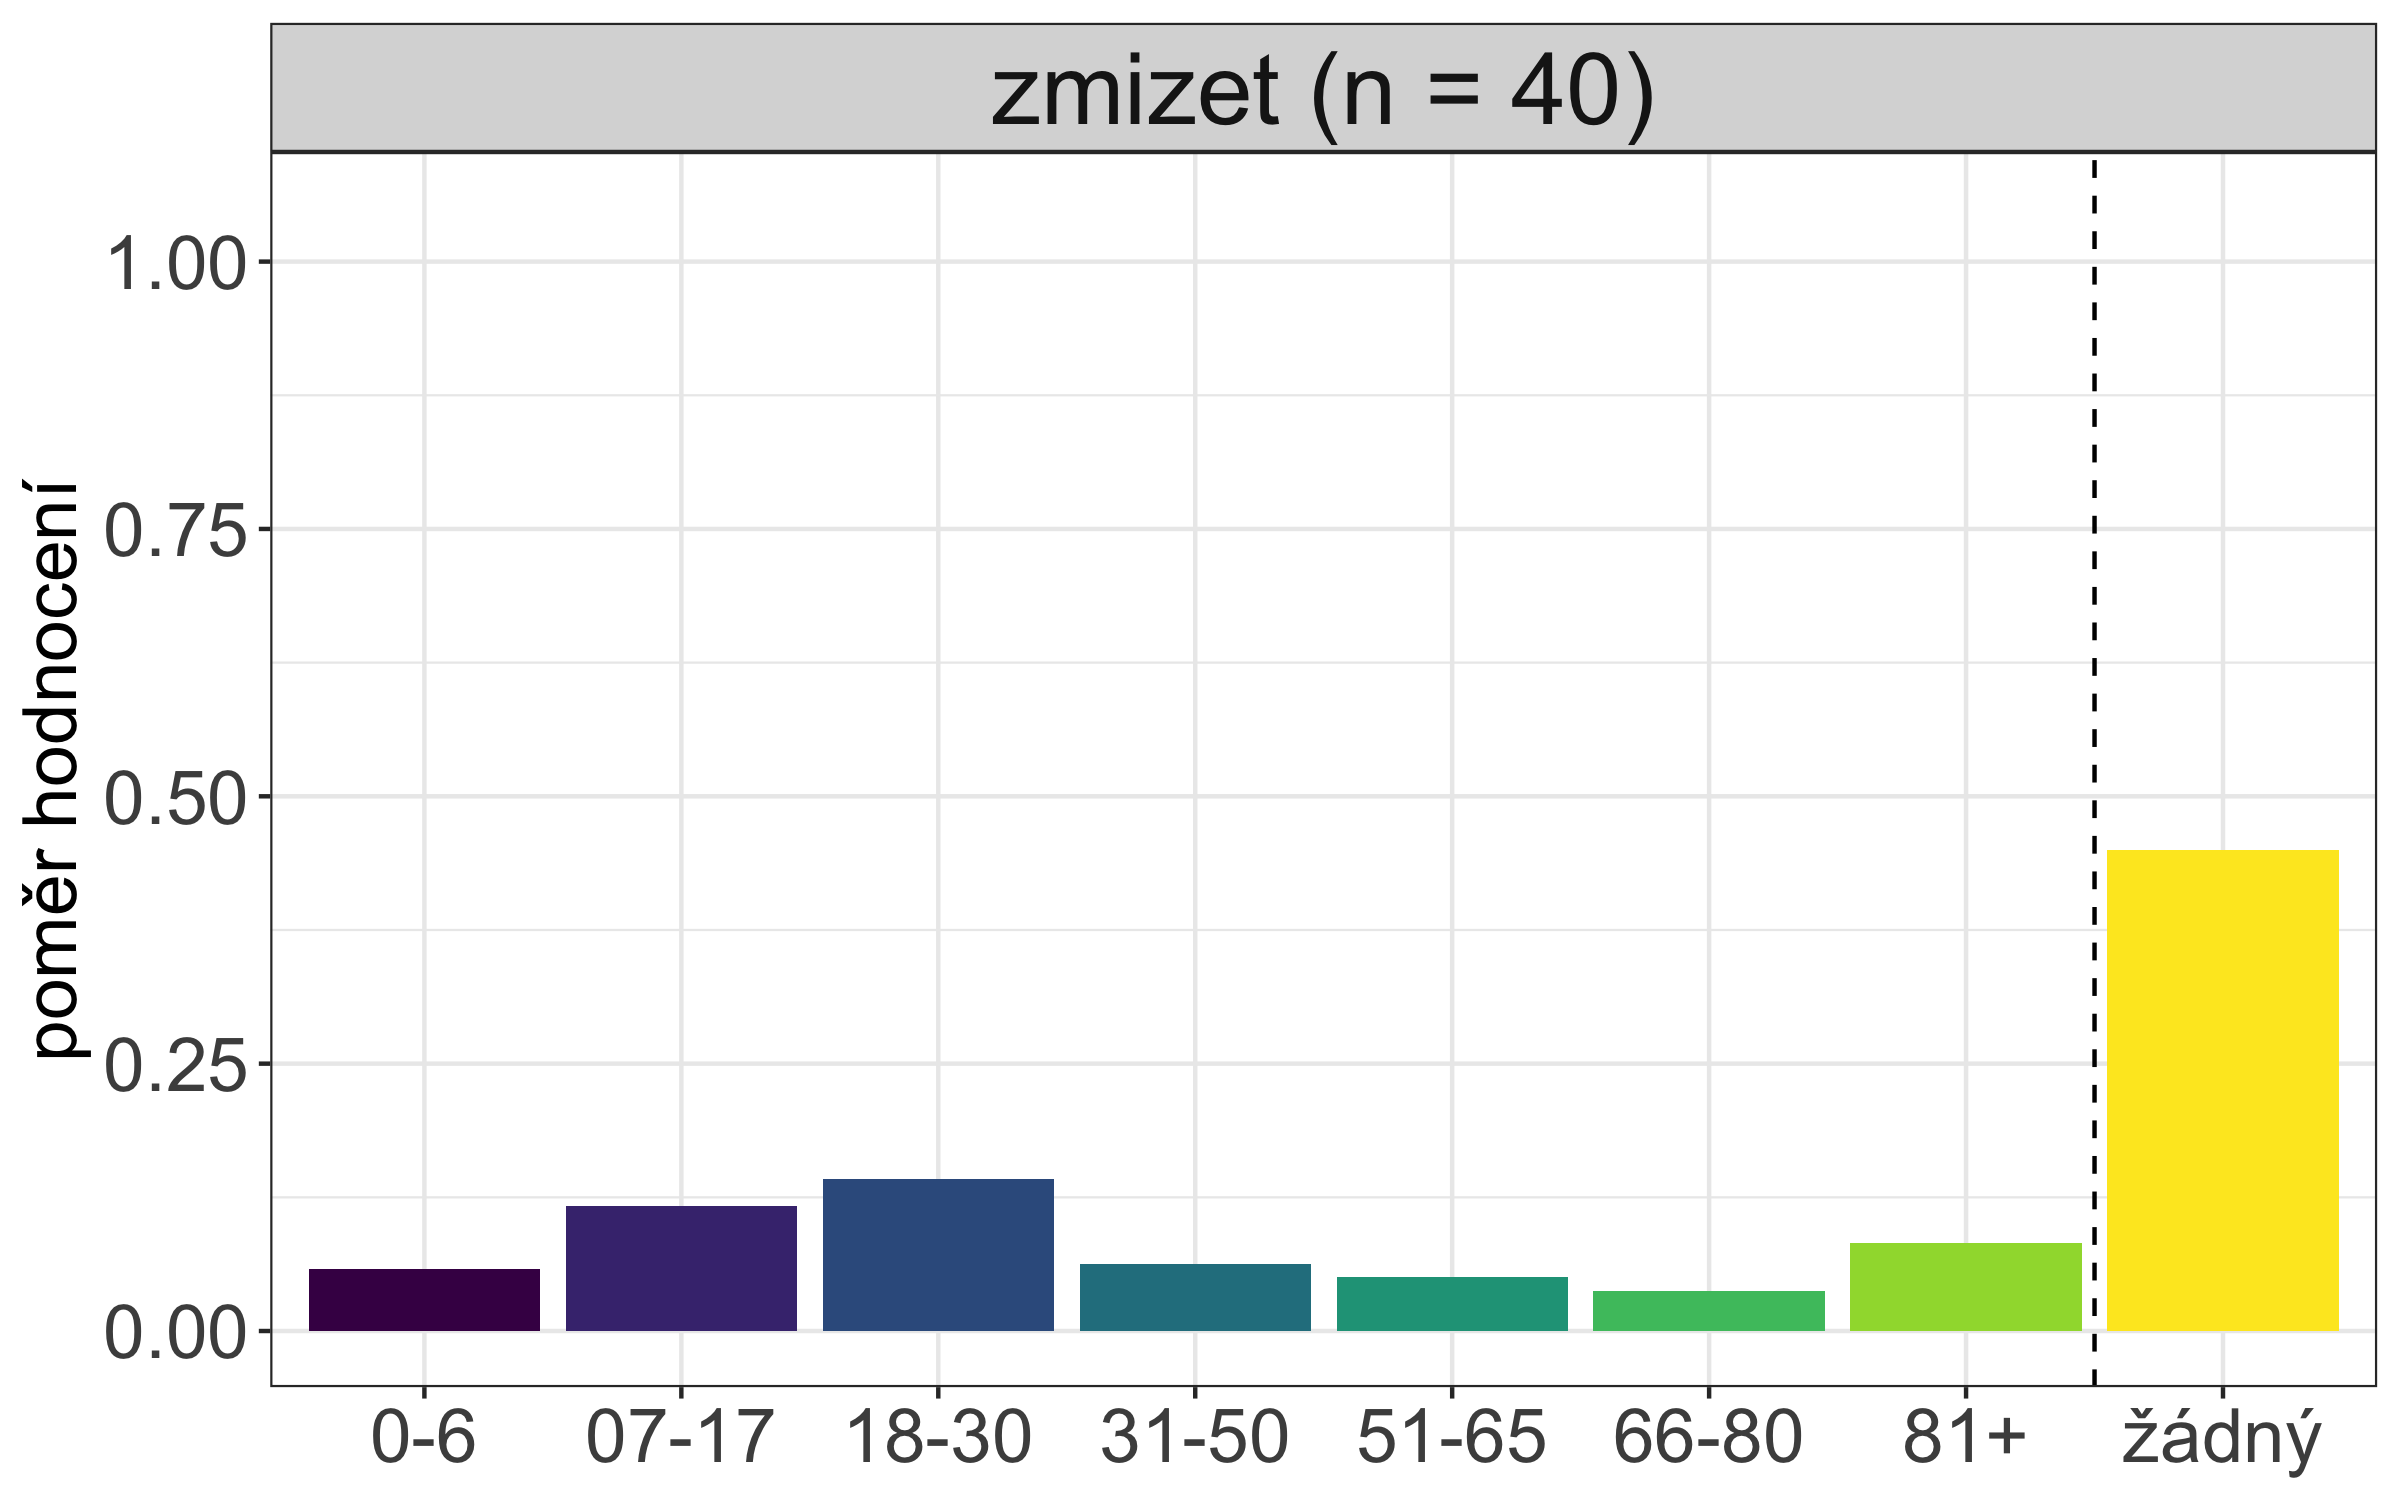 zmizet (n = 40)
poměr hodnocení
1.00
0.75
0.50
0.25
0.00
0-6 07-17 18-30 31-50 51-65 66-80 81+ žádný